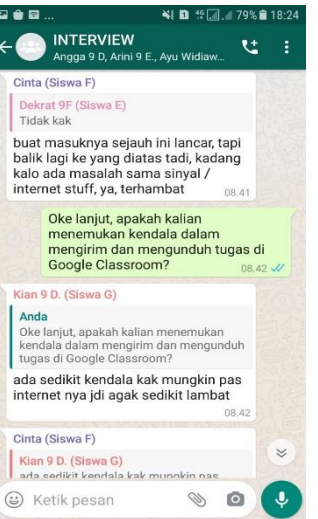 79% 18:24
INTERVIEW
Angga 9 D, Arini 9 E., Ayu Widiaw...
Cinta (Siswa F)
Dekrat 9F (Siswa E)
Tidak kak
buat masuknya sejauh ini lancar, tapi
balik lagi ke yang diatas tadi, kadang
kalo ada masalah sama sinyal /
internet stuff, ya, terhambat
08.41
Oke lanjut, apakah kalian
menemukan kendala dalam
mengirim dan mengunduh tugas di
Google Classroom?
08.42
Kian 9 D. (Siswa G)
Anda
Oke lanjut, apakah kalian menemukan
kendala dalam mengirim dan mengunduh
tugas di Google Classroom?
ada sedikit kendala kak mungkin pas
internet nya jdi agak sedikit lambat
08.42
Cinta (Siswa F)
Kian 9 D. (Siswa G)
ada sedikit kendala kak mungkin pas
Ketik pesan